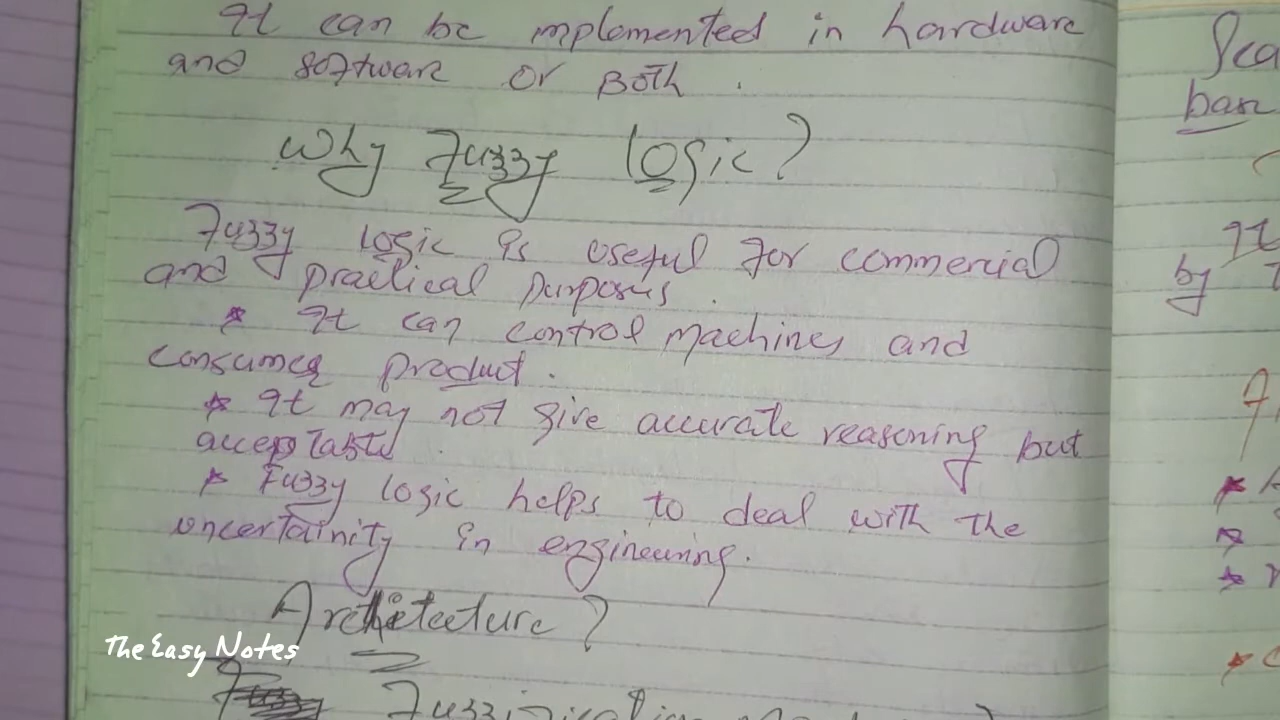 It can be implemented in hardware
and software or Both .
Why Fuzzy logic?
Fuzzy logic is useful for commercial
and practical purposes .
* It can control machines and
consumer product .
* It may not give accurate reasoning but
acceptable .
* Fuzzy logic helps to deal with the
uncertainity in engineering.
Architecture ?
The Easy Notes
It
by